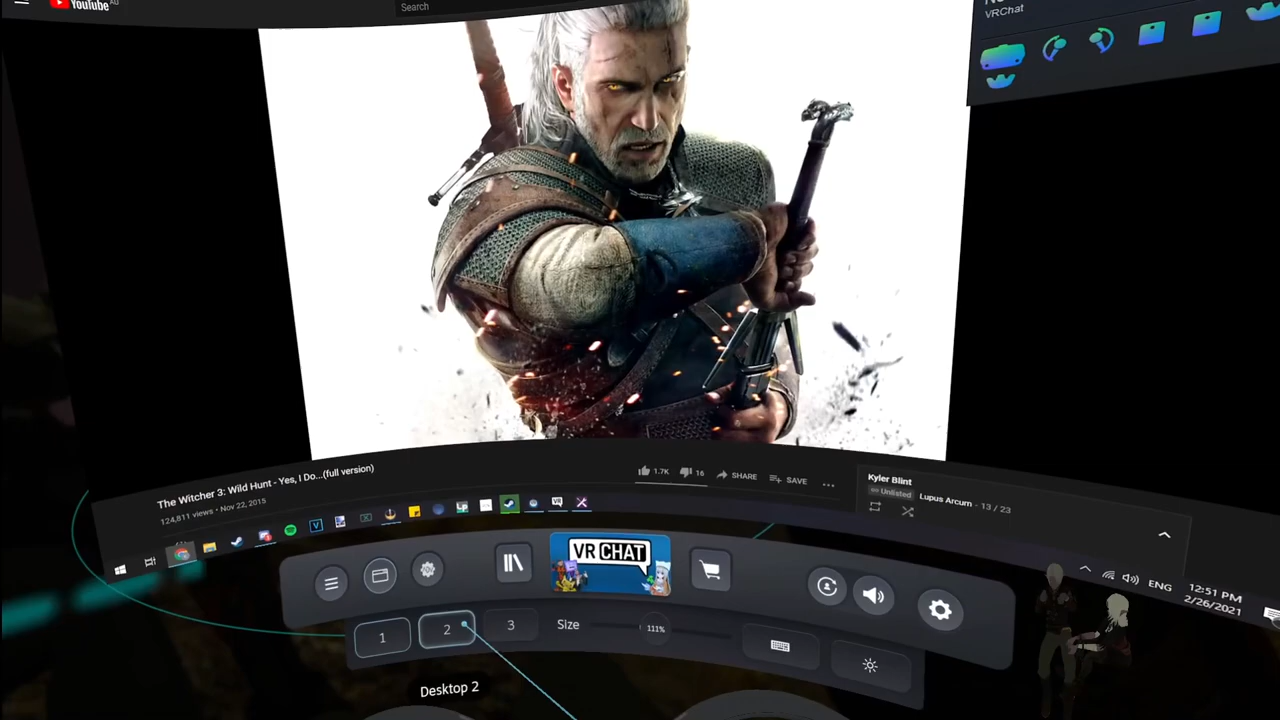 YouTube
Search
VRChat
The Witcher 3: Wild Hunt - Yes, I Do...(full version)
124,811 views • Nov 22, 2015
1.7K
16
SHARE
SAVE
Kyler Blint
Unlisted
Lupus Arcum - 13 / 23
ENG
12:51 PM
2/26/2021
VRCHAT
1
2
3
Size
111%
Desktop 2